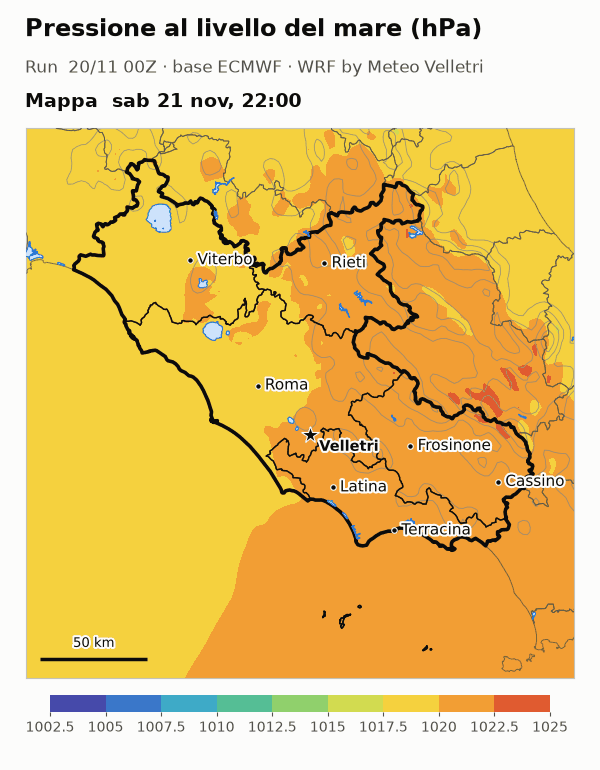 Pressione al livello del mare (hPa)
Run  20/11 00Z · base ECMWF · WRF by Meteo Velletri
Mappa  sab 21 nov, 22:00
Viterbo
Rieti
Roma
Velletri
Frosinone
Latina
Cassino
Terracina
50 km
1002.5 1005 1007.5 1010 1012.5 1015 1017.5 1020 1022.5 1025